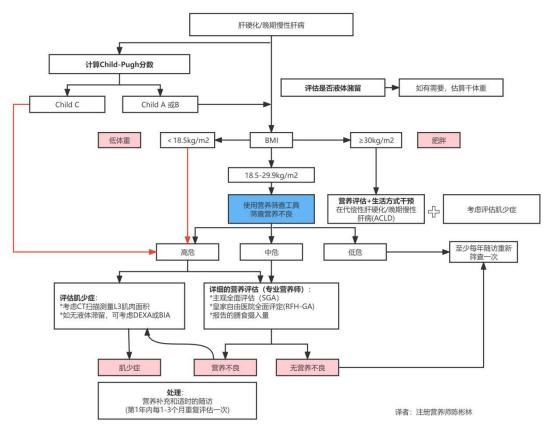 肝硬化/晚期慢性肝病
计算Child-Pugh分数
评估是否液体潴留
如有需要，估算干体重
Child C
Child A 或B
低体重
＜18.5kg/m2
BMI
≥30kg/m2
肥胖
18.5-29.9kg/m2
使用营养筛查工具
筛查营养不良
营养评估+生活方式干预
在代偿性肝硬化/晚期慢性
肝病(ACLD)
考虑评估肌少症
高危
中危
低危
至少每年随访重新
筛查一次
评估肌少症：
*考虑CT扫描测量L3肌肉面积
*如无液体滞留，可考虑DEXA或BIA
详细的营养评估（专业营养师）：
*主观全面评估（SGA）
*皇家自由医院全面评定(RFH-GA)
*报告的膳食摄入量
肌少症
营养不良
无营养不良
处理：
营养补充和适时的随访
(第1年内每1-3个月重复评估一次）
译者：注册营养师陈彬林